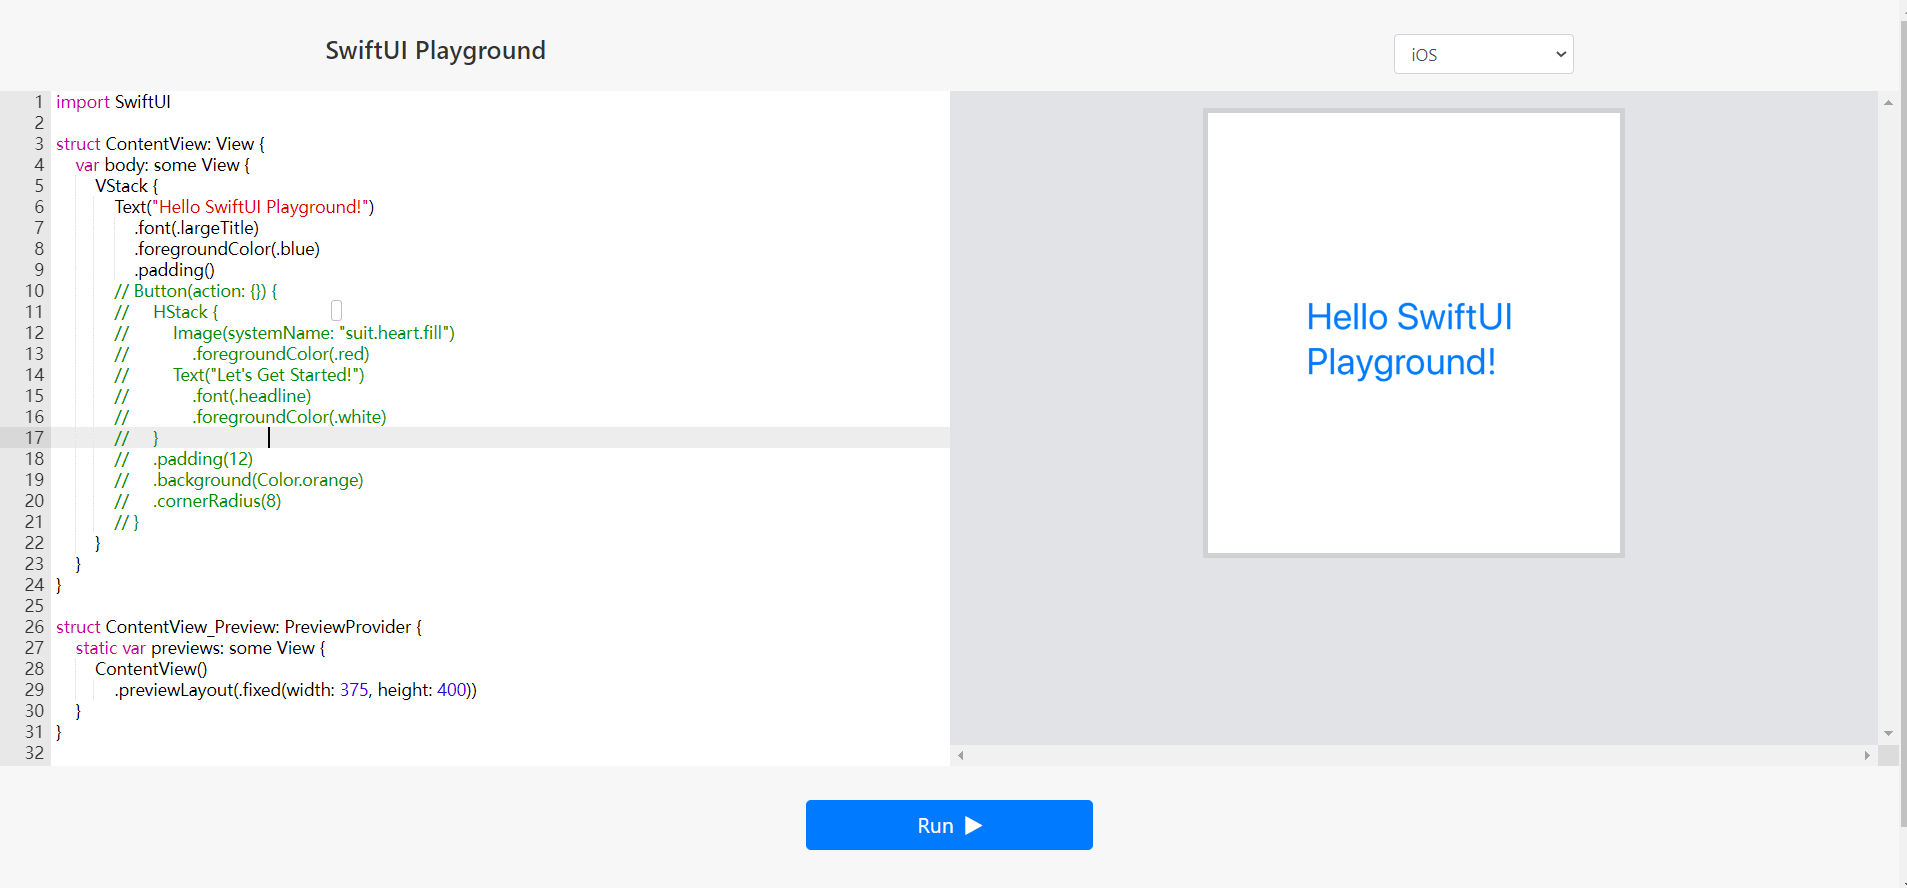 SwiftUI Playground
iOS
1 import SwiftUI
2
3 struct ContentView: View {
4 var body: some View {
5 VStack {
6 Text("Hello SwiftUI Playground!")
7 .font(.largeTitle)
8 .foregroundColor(.blue)
9 .padding()
10 // Button(action: {}) {
11 // HStack {
12 // Image(systemName: "suit.heart.fill")
13 // .foregroundColor(.red)
14 // Text("Let's Get Started!")
15 // .font(.headline)
16 // .foregroundColor(.white)
17 // }
18 // .padding(12)
19 // .background(Color.orange)
20 // .cornerRadius(8)
21 // }
22 }
23 }
24 }
25
26 struct ContentView_Preview: PreviewProvider {
27 static var previews: some View {
28 ContentView()
29 .previewLayout(.fixed(width: 375, height: 400))
30 }
31 }
32
Hello SwiftUI
Playground!
Run